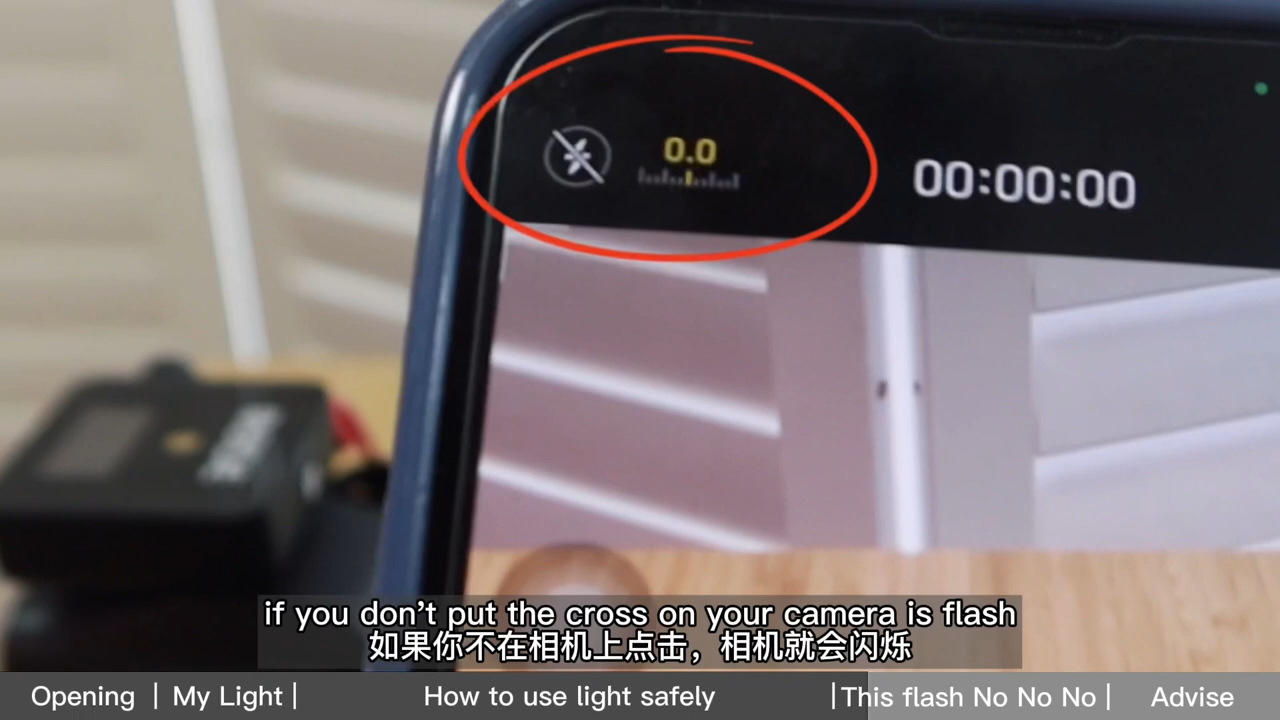 0.0
00:00:00
if you don't put the cross on your camera is flash
如果你不在相机上点击，相机就会闪烁
Opening | My Light | How to use light safely | This flash No No No | Advise